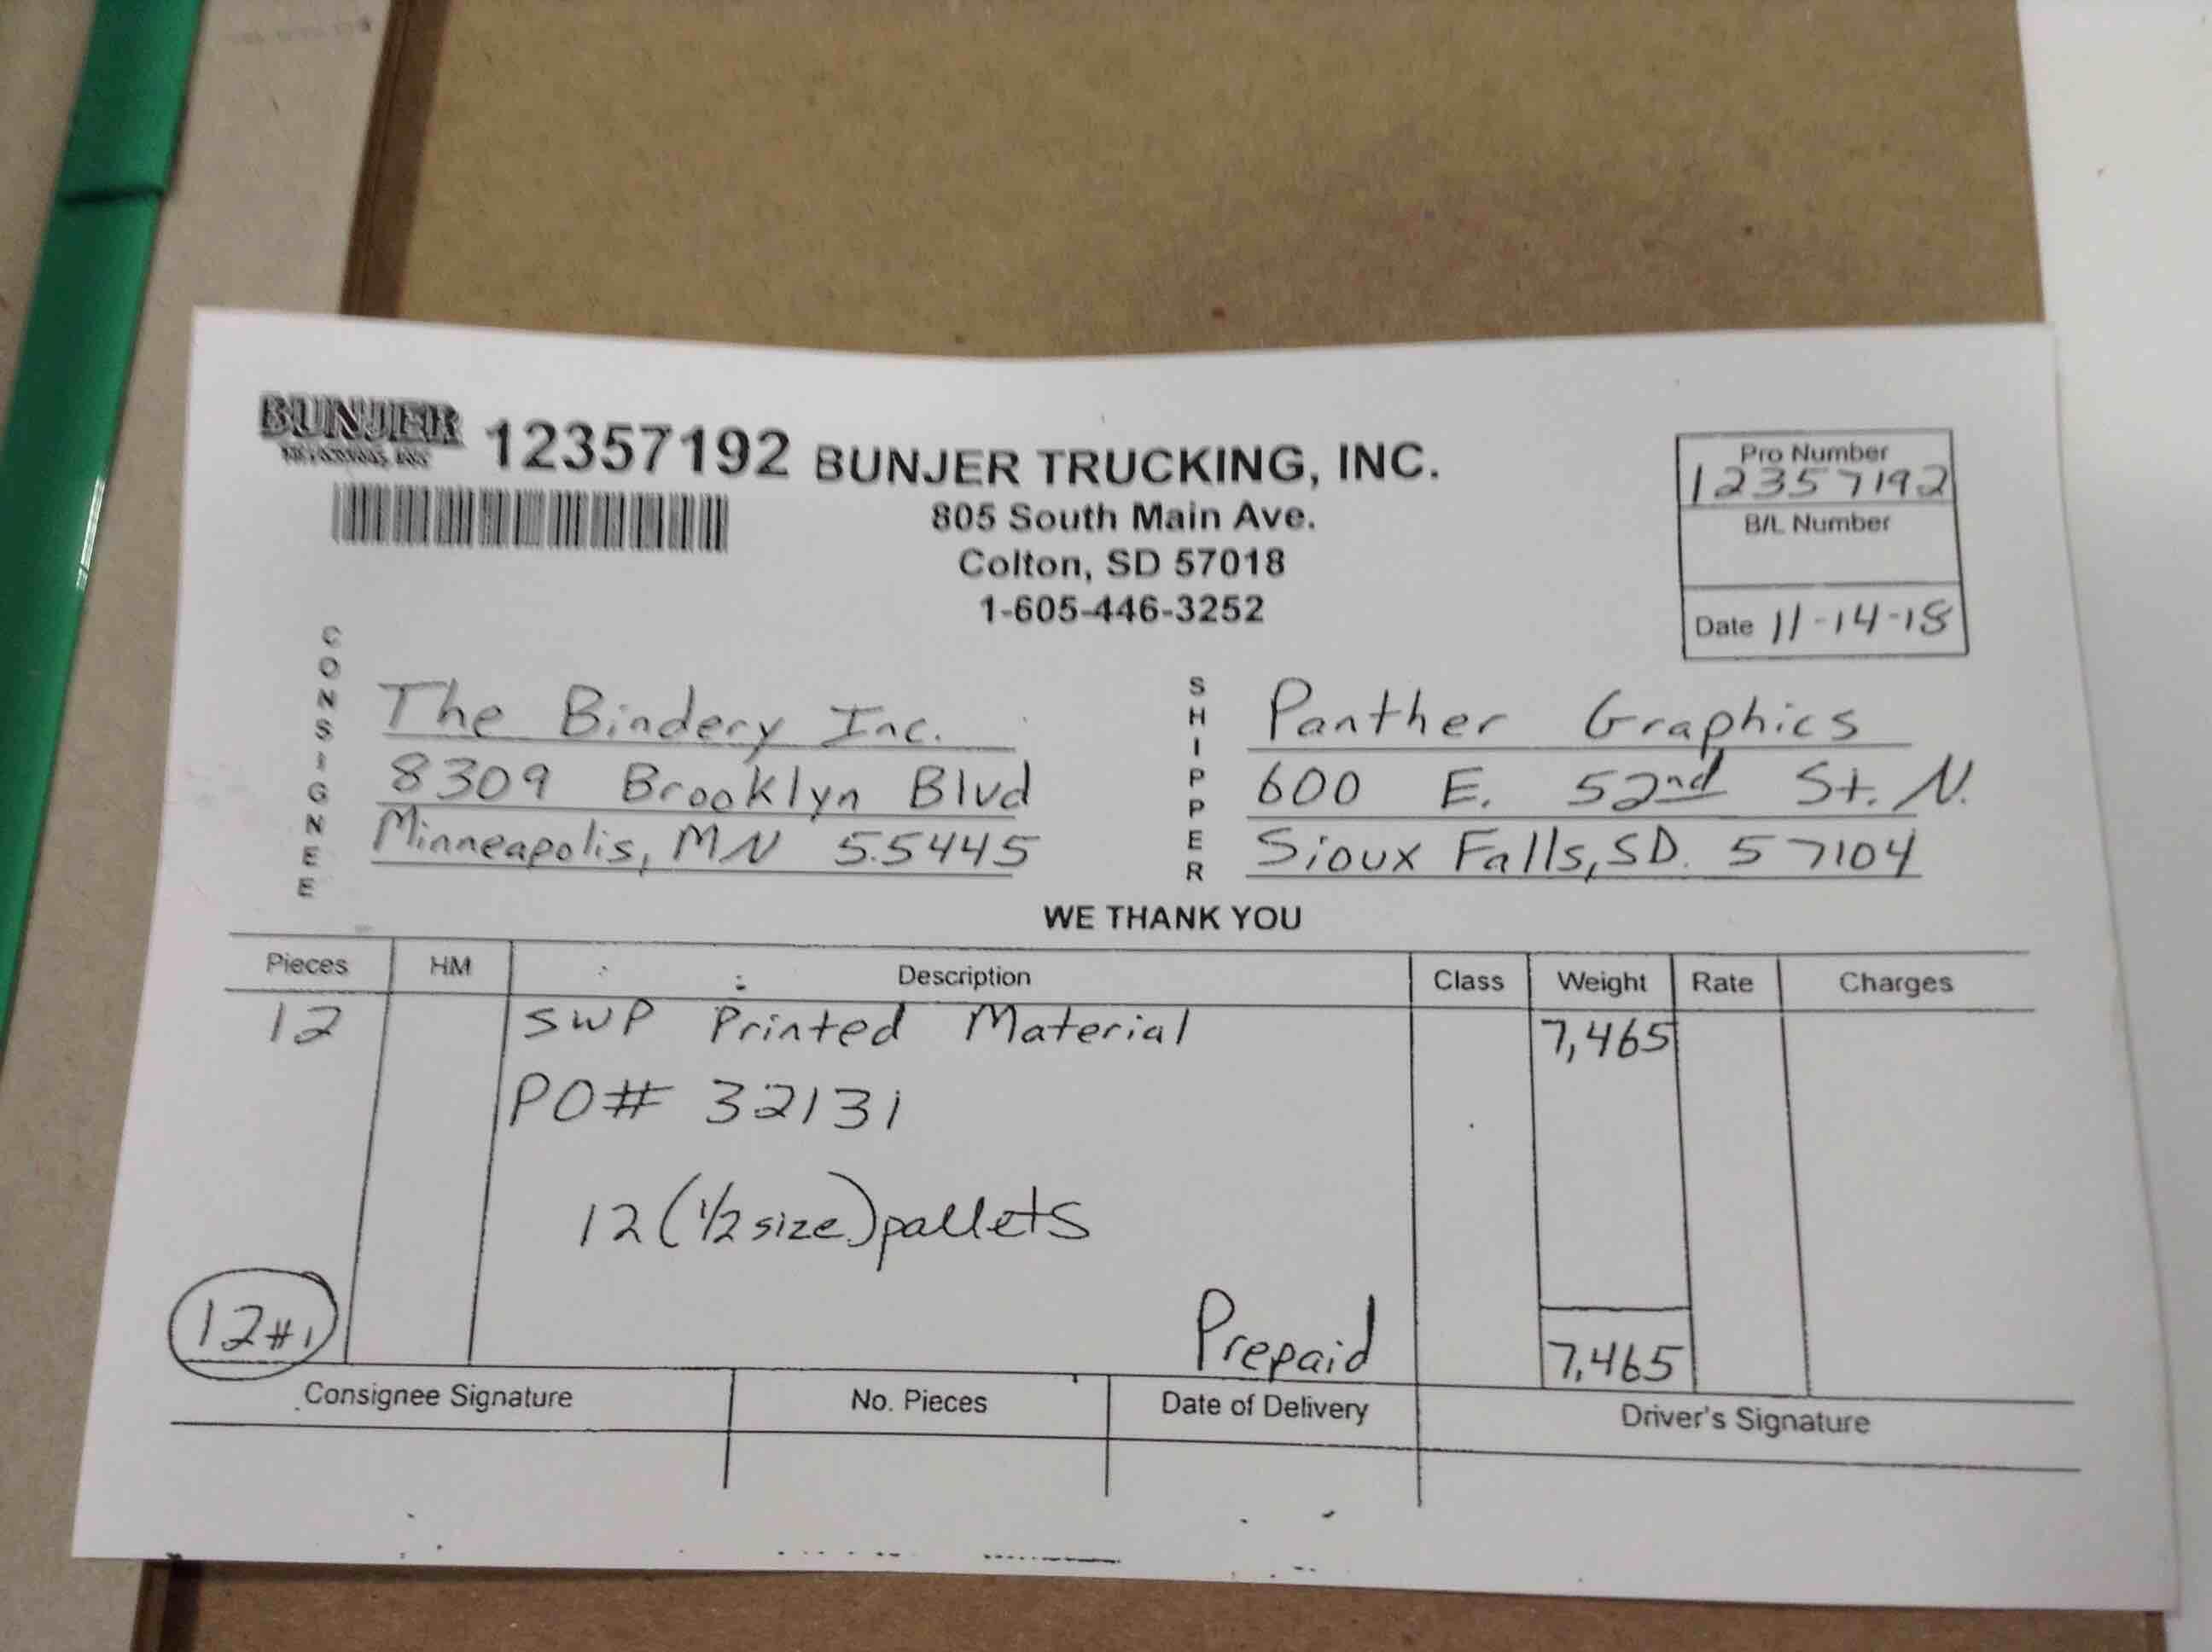 BUNJER 12357192 BUNJER TRUCKING, INC.
805 South Main Ave.
Colton, SD 57018
1-605-446-3252
Pro Number
12357192
B/L Number
Date 11-14-18
CONSIGNEE
The Bindery Inc.
8309 Brooklyn Blvd
Minneapolis, MN 55445
SHIPPER
Panther Graphics
600 E. 52nd St. N.
Sioux Falls, SD. 57104
WE THANK YOU
Pieces HM Description Class Weight Rate Charges
12 SWP Printed Material 7,465
PO# 32131
12 (1/2 size) pallets
12#1 Prepaid 7,465
Consignee Signature No. Pieces Date of Delivery Driver's Signature